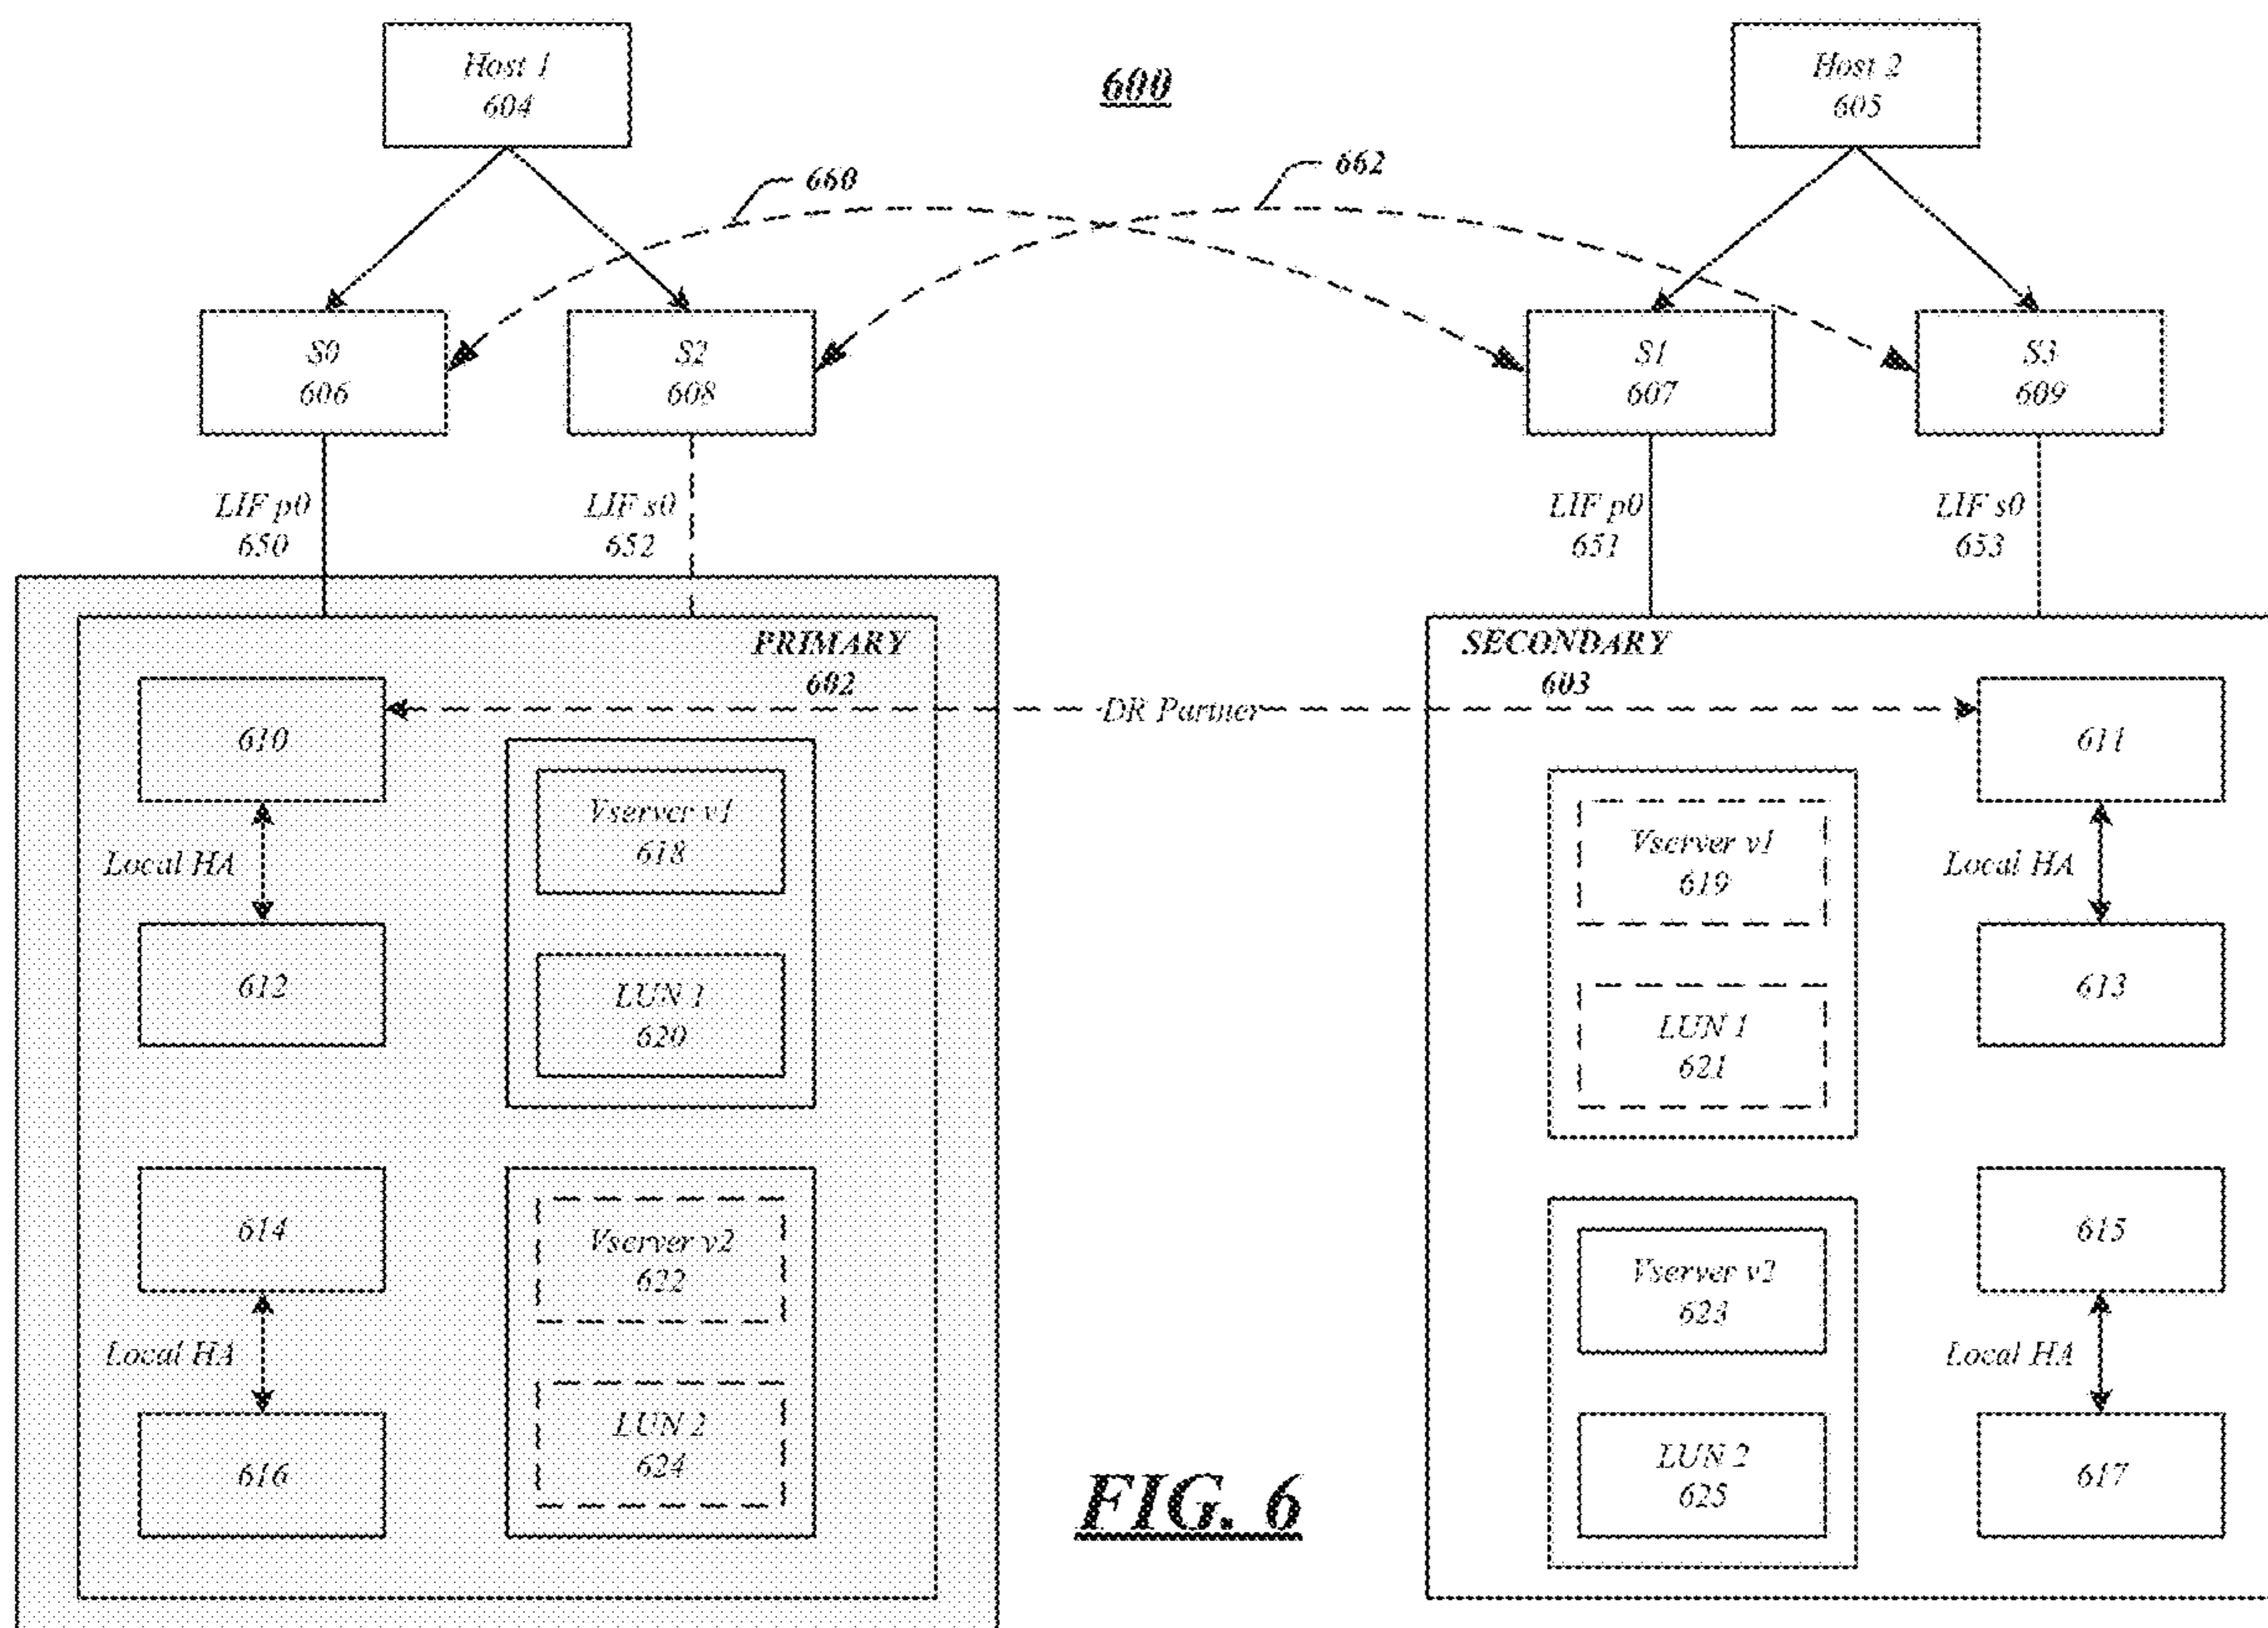 Host 1
604
600
Host 2
605
660
662
S0
606
S2
608
S1
607
S3
609
LIF p0
650
LIF s0
652
LIF p0
651
LIF s0
653
PRIMARY
602
SECONDARY
603
DR Partner
610
Local HA
612
Vserver v1
618
LUN 1
620
614
Local HA
616
Vserver v2
622
LUN 2
624
Vserver v1
619
LUN 1
621
611
Local HA
613
Vserver v2
623
LUN 2
625
615
Local HA
617
FIG. 6